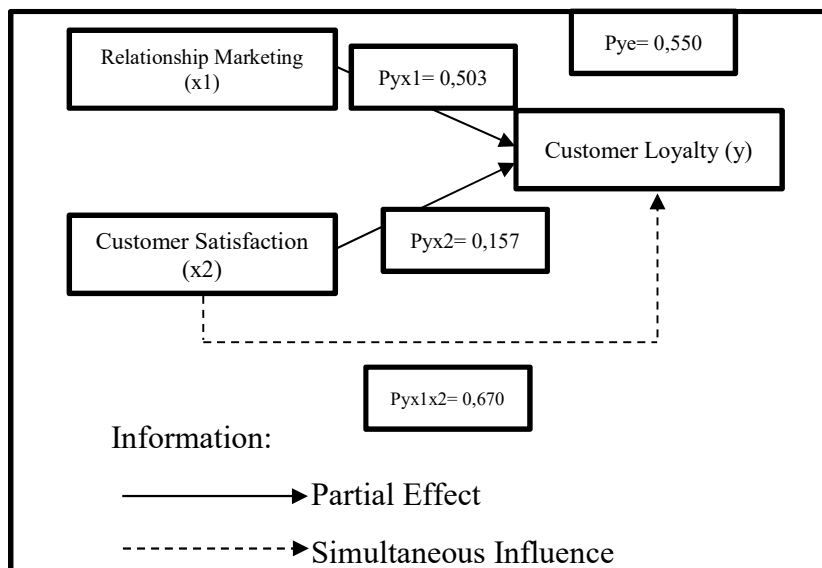 Relationship Marketing
(x1)
Pyx1= 0,503
Pye= 0,550
Customer Loyalty (y)
Customer Satisfaction
(x2)
Pyx2= 0,157
Pyx1x2= 0,670
Information:
Partial Effect
Simultaneous Influence